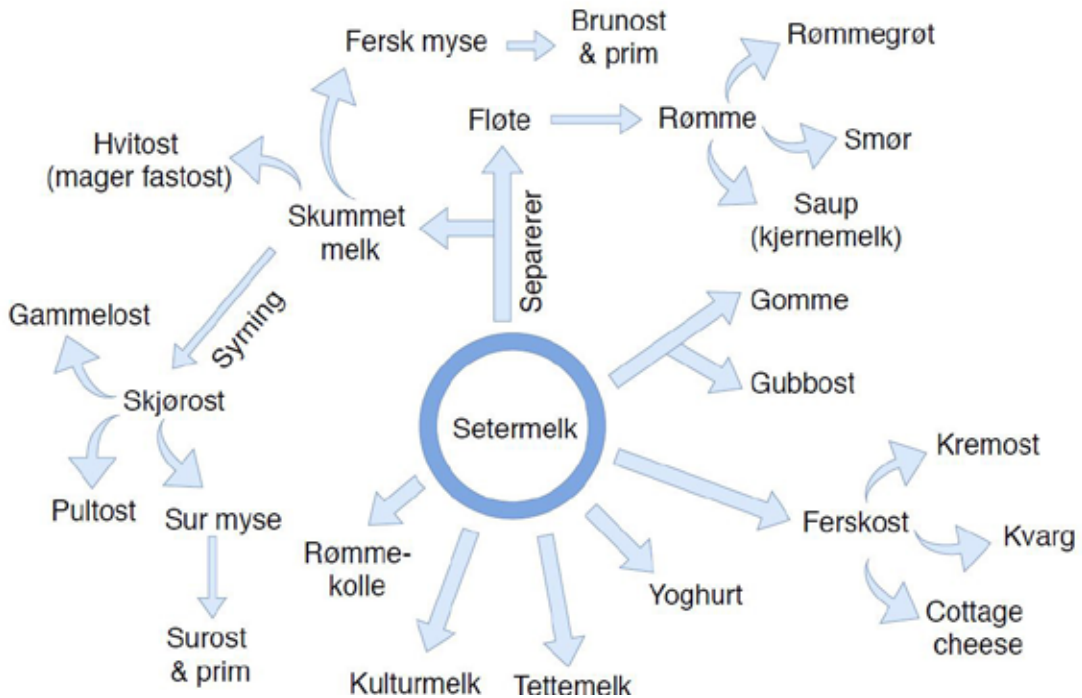 Fersk myse
Brunost
& prim
Rømmegrøt
Fløte
Rømme
Smør
Hvitost
(mager fastost)
Skummet
melk
Separerer
Saup
(kjernemelk)
Gammelost
Syrning
Gomme
Skjørost
Gubbost
Setermelk
Kremost
Pultost
Sur myse
Ferskost
Kvarg
Rømme-
kolle
Yoghurt
Cottage
cheese
Surost
& prim
Kulturmelk
Tettemelk